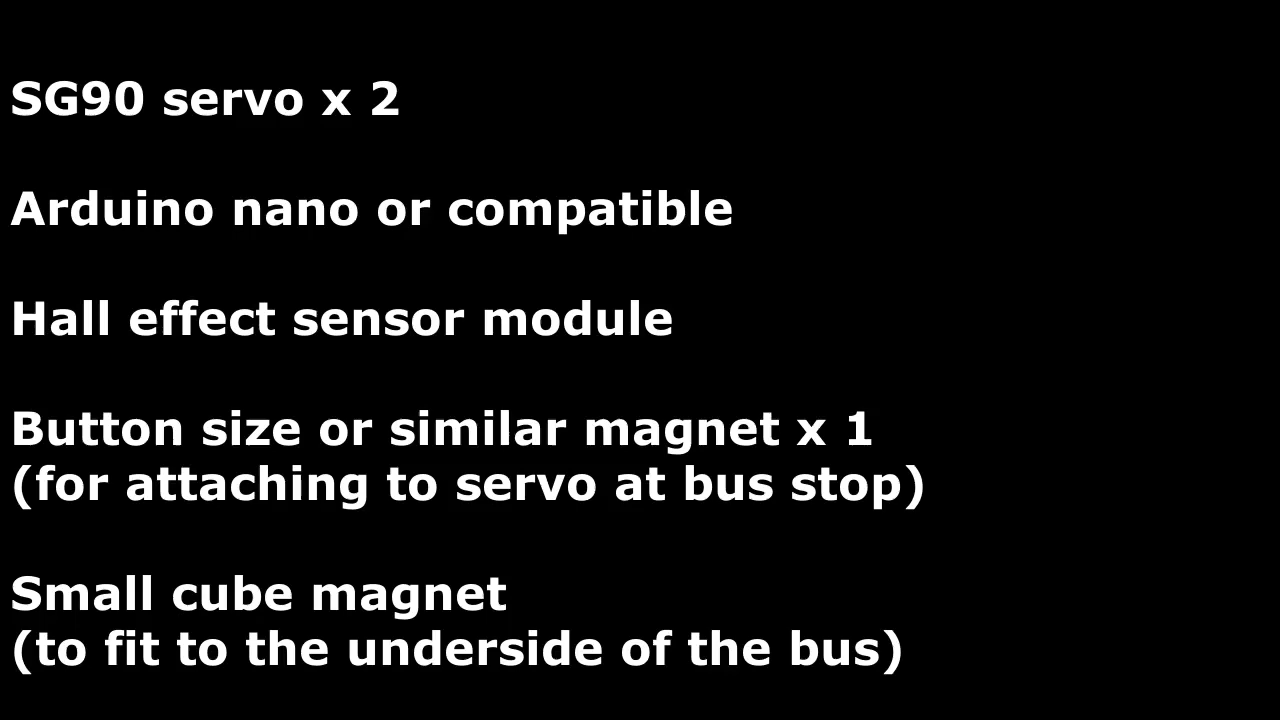 SG90 servo x 2
Arduino nano or compatible
Hall effect sensor module
Button size or similar magnet x 1
(for attaching to servo at bus stop)
Small cube magnet
(to fit to the underside of the bus)